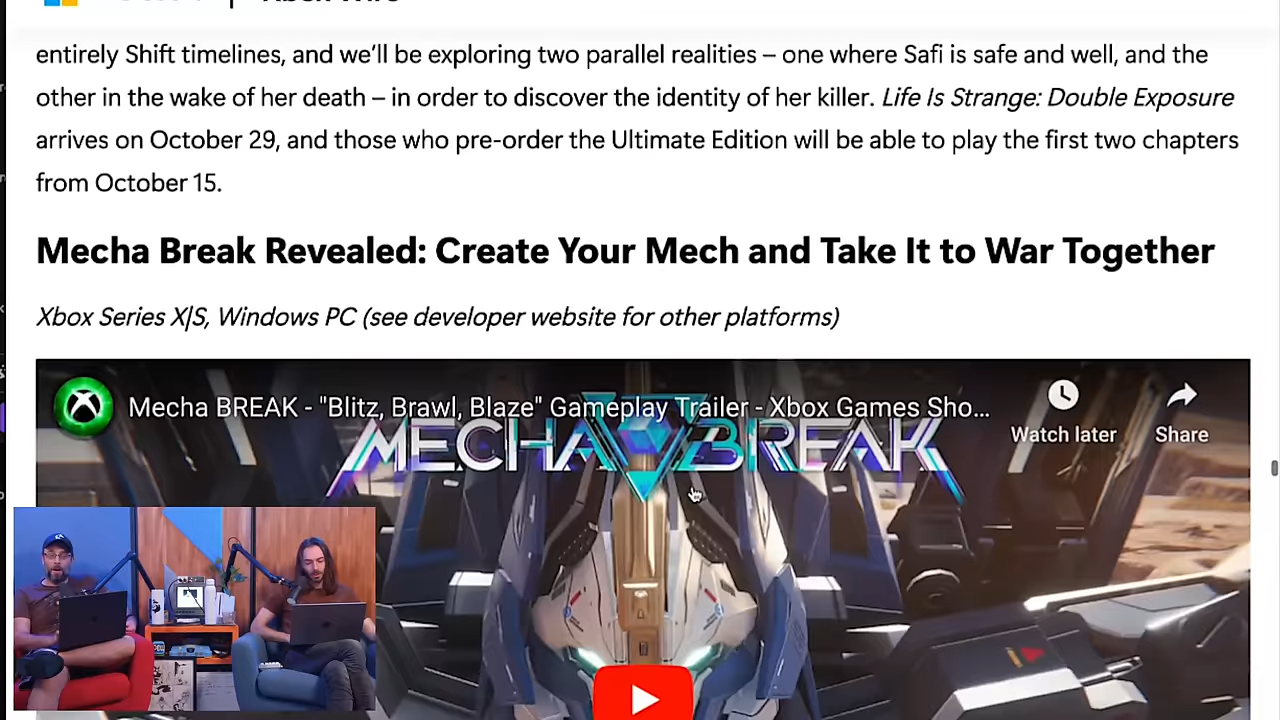 entirely Shift timelines, and we’ll be exploring two parallel realities – one where Safi is safe and well, and the
other in the wake of her death – in order to discover the identity of her killer. Life Is Strange: Double Exposure
arrives on October 29, and those who pre-order the Ultimate Edition will be able to play the first two chapters
from October 15.
Mecha Break Revealed: Create Your Mech and Take It to War Together
Xbox Series X|S, Windows PC (see developer website for other platforms)
Mecha BREAK - "Blitz, Brawl, Blaze" Gameplay Trailer - Xbox Games Sho...
Watch later
Share
MECHA BREAK